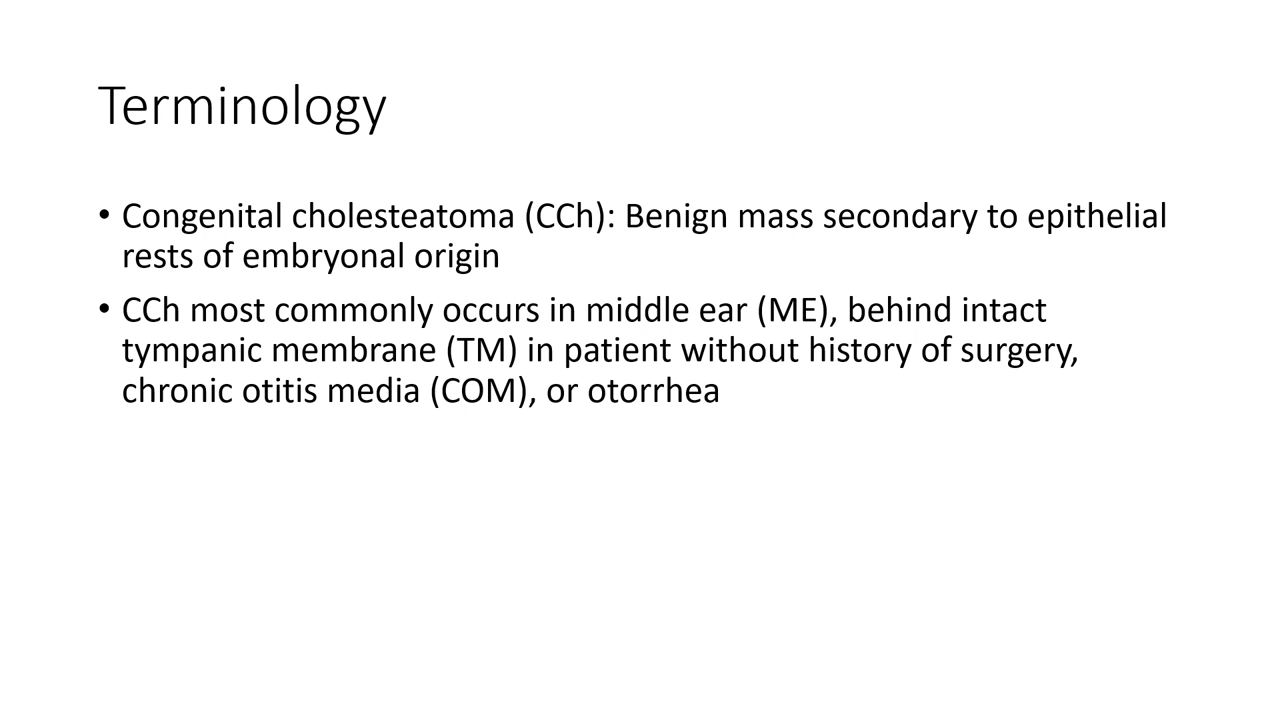 Terminology
• Congenital cholesteatoma (CCh): Benign mass secondary to epithelial
rests of embryonal origin
• CCh most commonly occurs in middle ear (ME), behind intact
tympanic membrane (TM) in patient without history of surgery,
chronic otitis media (COM), or otorrhea